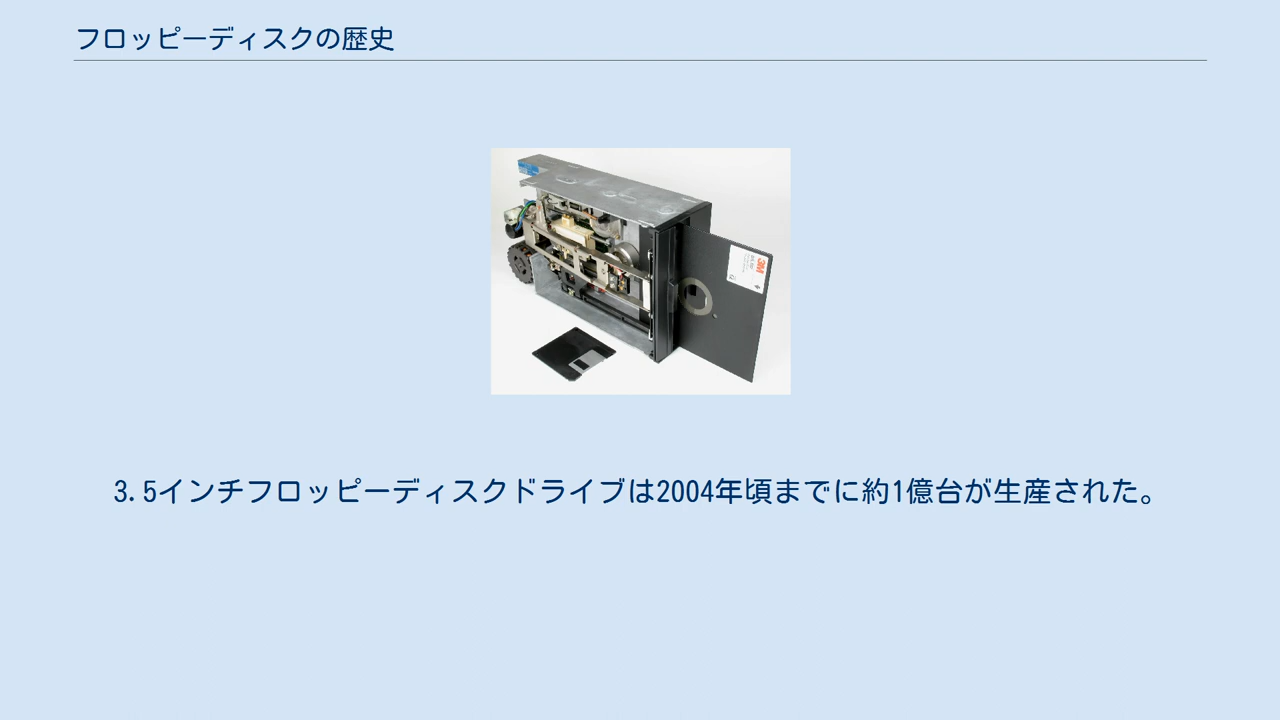 フロッピーディスクの歴史
3M
3.5インチフロッピーディスクドライブは2004年頃までに約1億台が生産された。